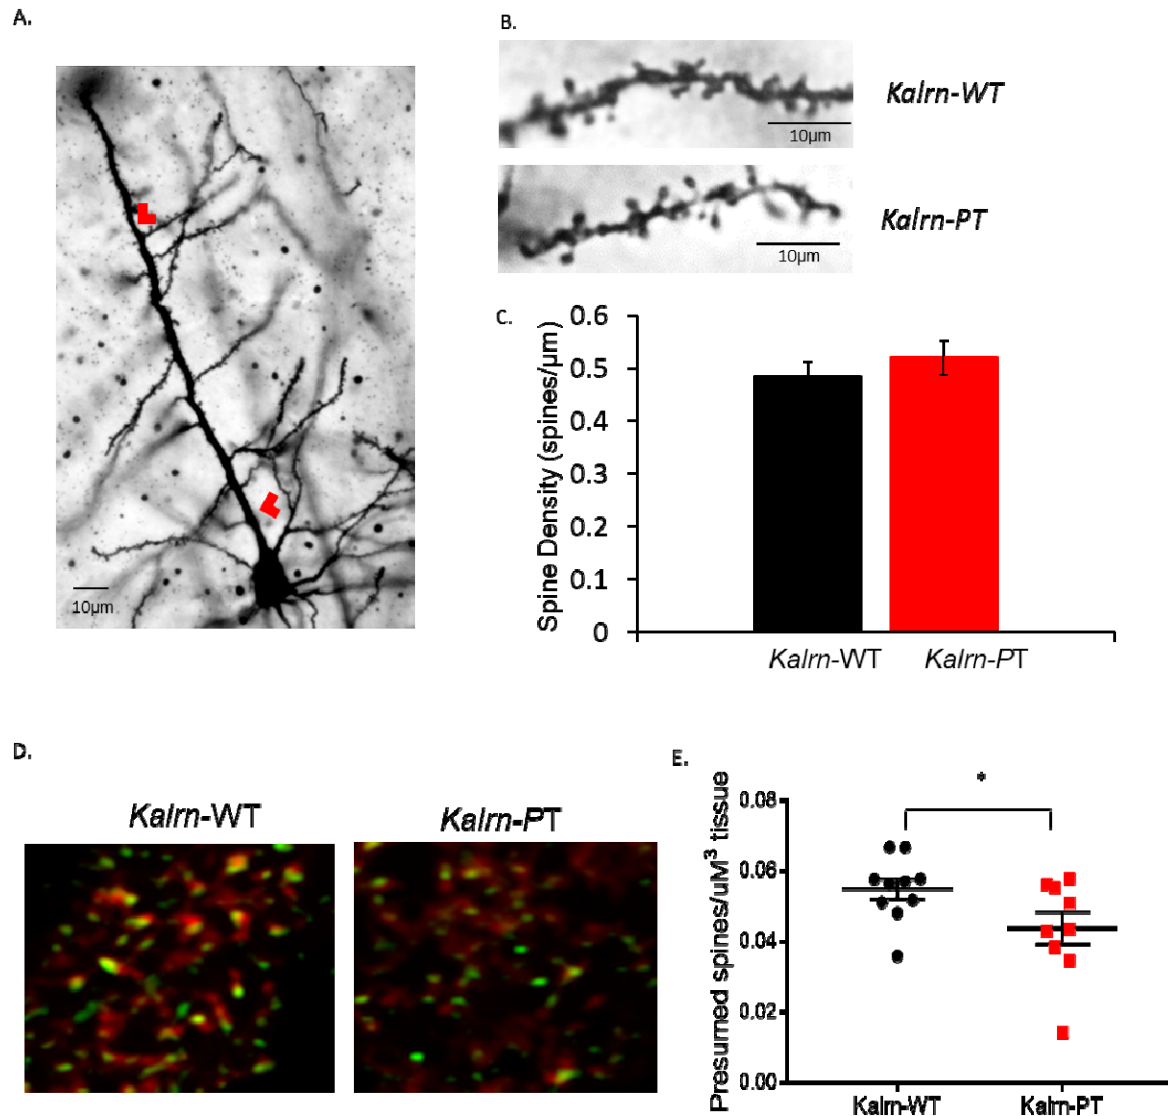 A.
10µm
B.
Kalrn-WT
10µm
Kalrn-PT
10µm
C.
Spine Density (spines/µm)
0.6
0.5
0.4
0.3
0.2
0.1
0
Kalrn-WT
Kalrn-PT
D.
Kalrn-WT
Kalrn-PT
E.
*
Presumed spines/uM³ tissue
0.08
0.06
0.04
0.02
0.00
Kalrn-WT
Kalrn-PT